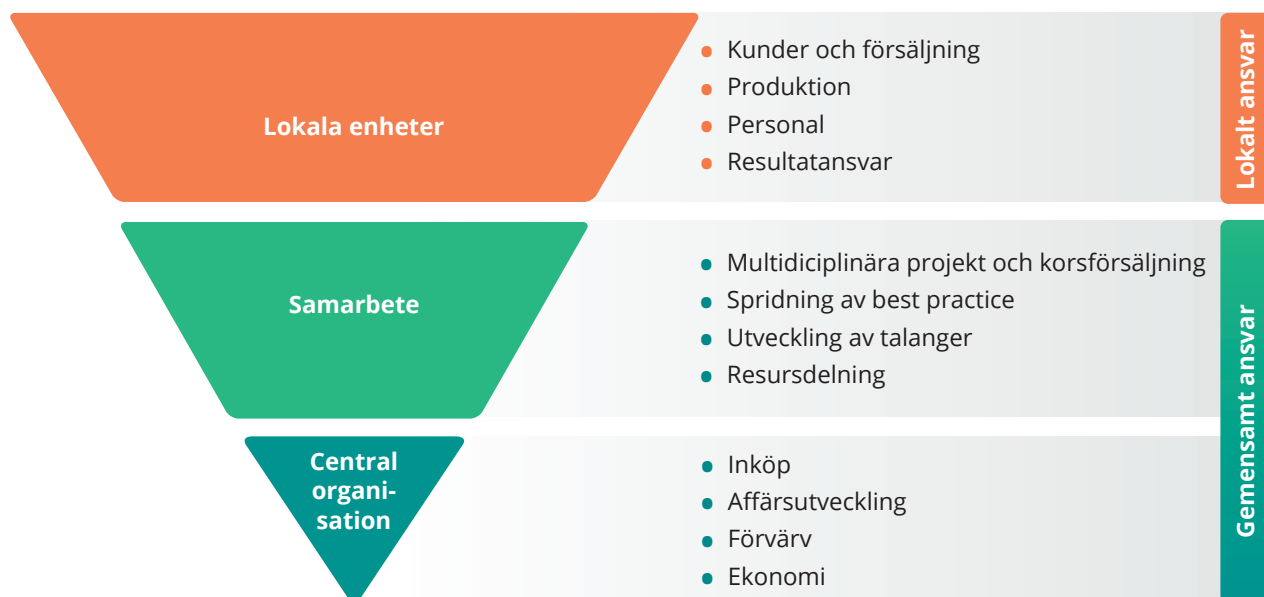 Lokala enheter
Kunder och försäljning
Produktion
Personal
Resultatansvar
Lokalt ansvar
Samarbete
Multidiciplinära projekt och korsförsäljning
Spridning av best practice
Utveckling av talanger
Resursdelning
Central
organi-
sation
Inköp
Affärsutveckling
Förvärv
Ekonomi
Gemensamt ansvar